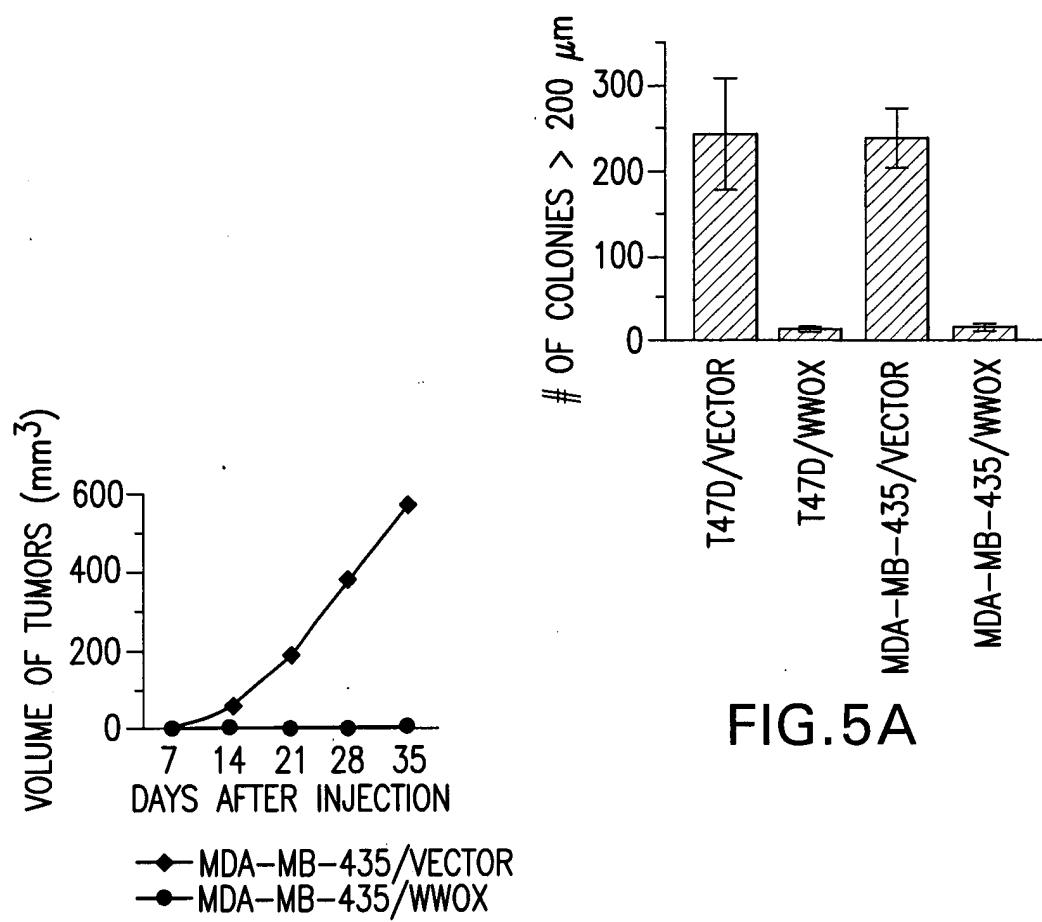 # OF COLONIES > 200 µm
300
200
100
0
T47D/VECTOR
T47D/WWOX
MDA-MB-435/VECTOR
MDA-MB-435/WWOX
FIG.5A
VOLUME OF TUMORS (mm³)
600
400
200
0
7 14 21 28 35
DAYS AFTER INJECTION
MDA-MB-435/VECTOR
MDA-MB-435/WWOX